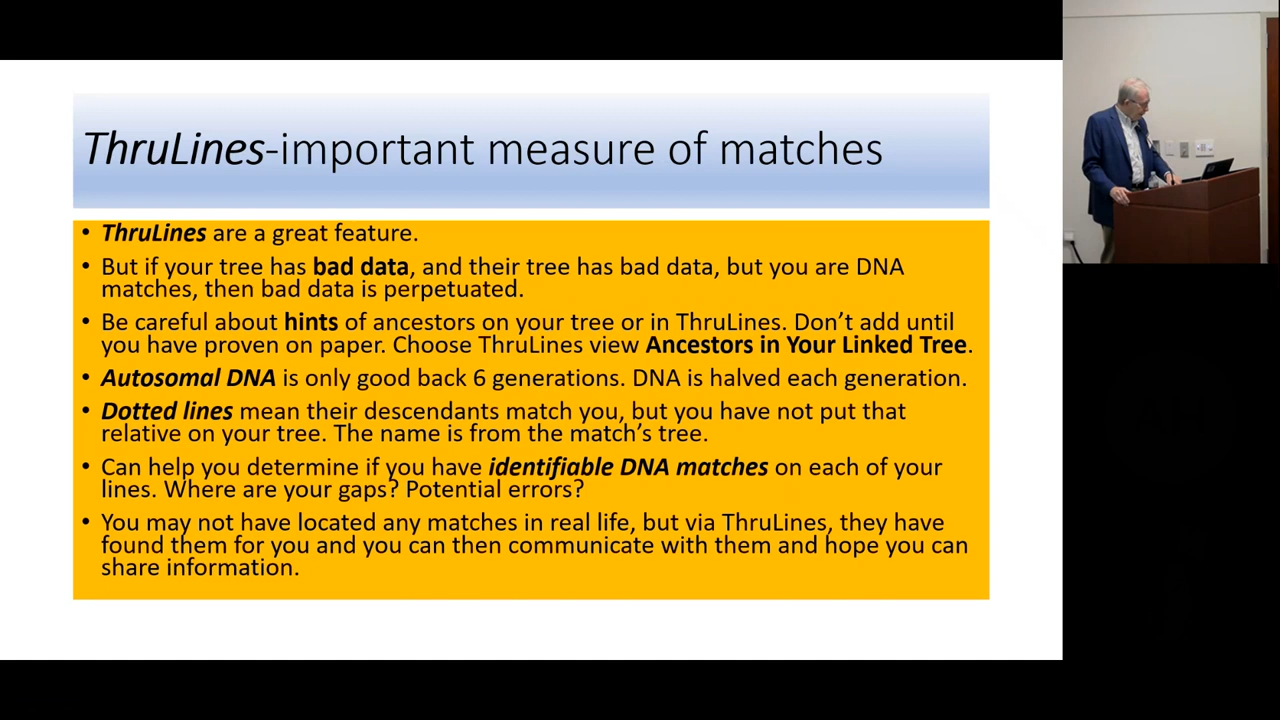 ThruLines-important measure of matches
• ThruLines are a great feature.
• But if your tree has bad data, and their tree has bad data, but you are DNA
matches, then bad data is perpetuated.
• Be careful about hints of ancestors on your tree or in ThruLines. Don’t add until
you have proven on paper. Choose ThruLines view Ancestors in Your Linked Tree.
• Autosomal DNA is only good back 6 generations. DNA is halved each generation.
• Dotted lines mean their descendants match you, but you have not put that
relative on your tree. The name is from the match’s tree.
• Can help you determine if you have identifiable DNA matches on each of your
lines. Where are your gaps? Potential errors?
• You may not have located any matches in real life, but via ThruLines, they have
found them for you and you can then communicate with them and hope you can
share information.